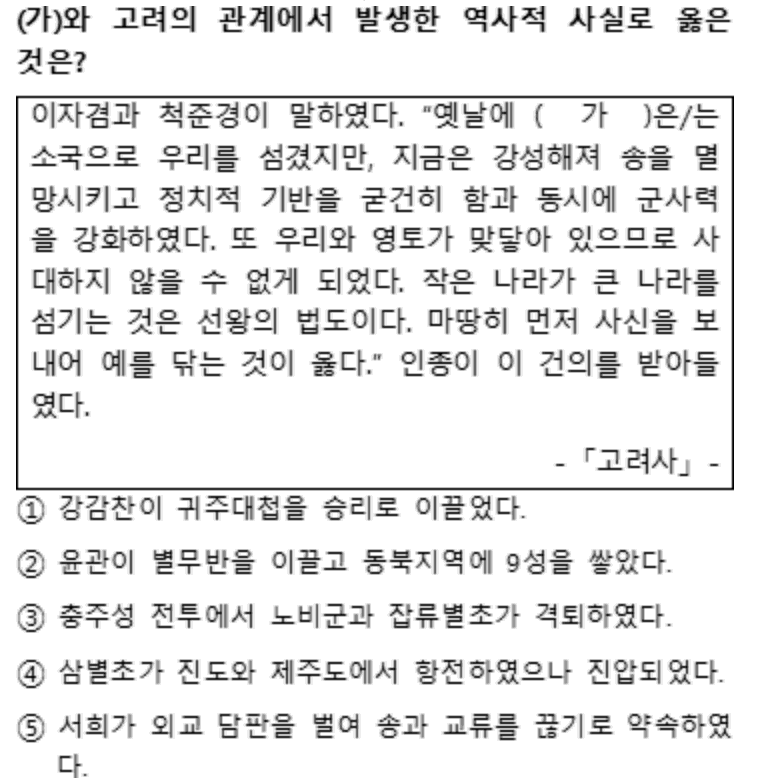 (가)와 고려의 관계에서 발생한 역사적 사실로 옳은
것은?
이자겸과 척준경이 말하였다. “옛날에 ( 가 )은/는
소국으로 우리를 섬겼지만, 지금은 강성해져 송을 멸
망시키고 정치적 기반을 굳건히 함과 동시에 군사력
을 강화하였다. 또 우리와 영토가 맞닿아 있으므로 사
대하지 않을 수 없게 되었다. 작은 나라가 큰 나라를
섬기는 것은 선왕의 법도이다. 마땅히 먼저 사신을 보
내어 예를 닦는 것이 옳다.” 인종이 이 건의를 받아들
였다.
- 「고려사」 -
① 강감찬이 귀주대첩을 승리로 이끌었다.
② 윤관이 별무반을 이끌고 동북지역에 9성을 쌓았다.
③ 충주성 전투에서 노비군과 잡류별초가 격퇴하였다.
④ 삼별초가 진도와 제주도에서 항전하였으나 진압되었다.
⑤ 서희가 외교 담판을 벌여 송과 교류를 끊기로 약속하였
다.